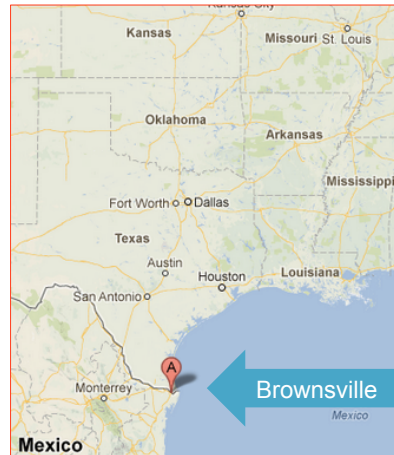 Kansas City
Kansas
Missouri
St. Louis
Oklahoma
Arkansas
Mississippi
Fort Worth
Dallas
Texas
Austin
Houston
Louisiana
San Antonio
A
Monterrey
Brownsville
Mexico
Mexico